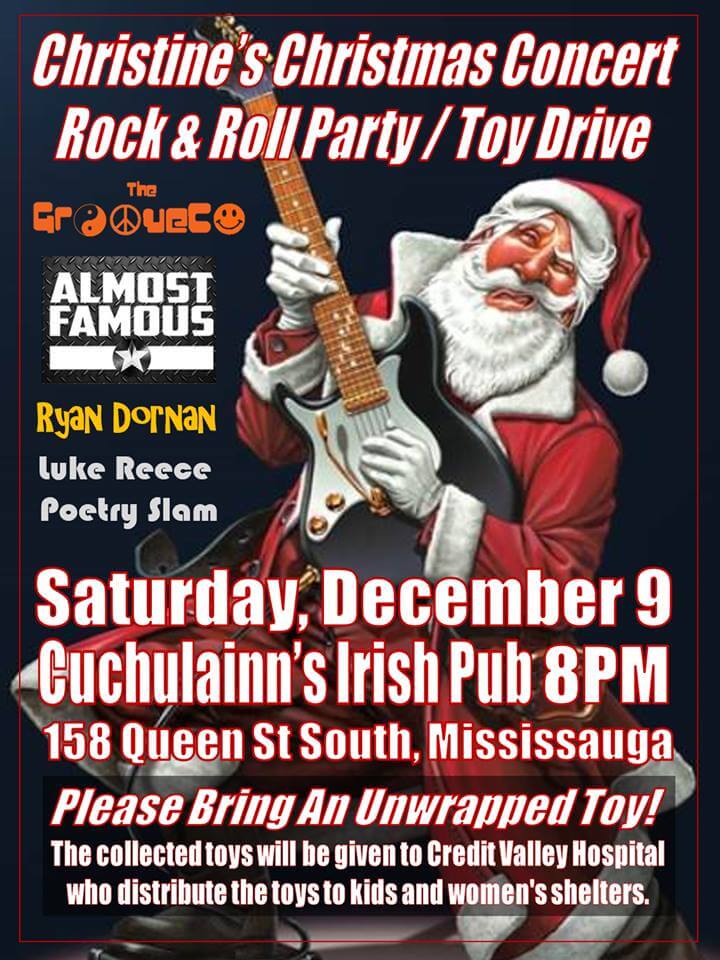 Christine's Christmas Concert
Rock & Roll Party / Toy Drive
The
GrooveCo
ALMOST
FAMOUS
Ryan Dornan
Luke Reece
Poetry Slam
Saturday, December 9
Cuchulainn's Irish Pub 8PM
158 Queen St South, Mississauga
Please Bring An Unwrapped Toy!
The collected toys will be given to Credit Valley Hospital
who distribute the toys to kids and women's shelters.